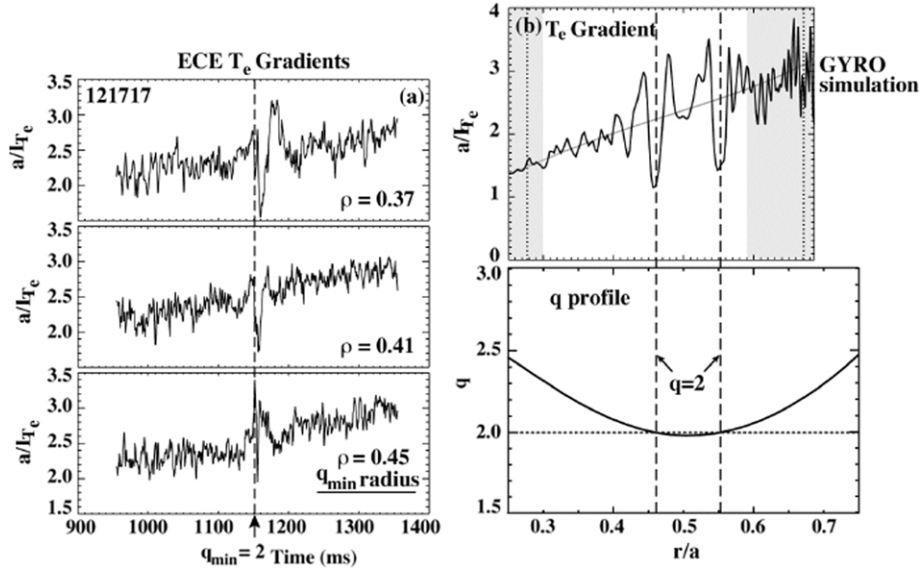 ECE Te Gradients
121717
(a)
a/lTe
3.5
3.0
2.5
2.0
ρ = 0.37
a/lTe
3.5
3.0
2.5
2.0
ρ = 0.41
a/lTe
3.5
3.0
2.5
2.0
1.5
ρ = 0.45
qmin radius
900 1000 1100 1200 1300 1400
qmin = 2 Time (ms)
(b) Te Gradient
GYRO
simulation
a/lTe
4
3
2
1
0
q profile
q
3.0
2.5
2.0
1.5
q=2
0.3 0.4 0.5 0.6 0.7
r/a